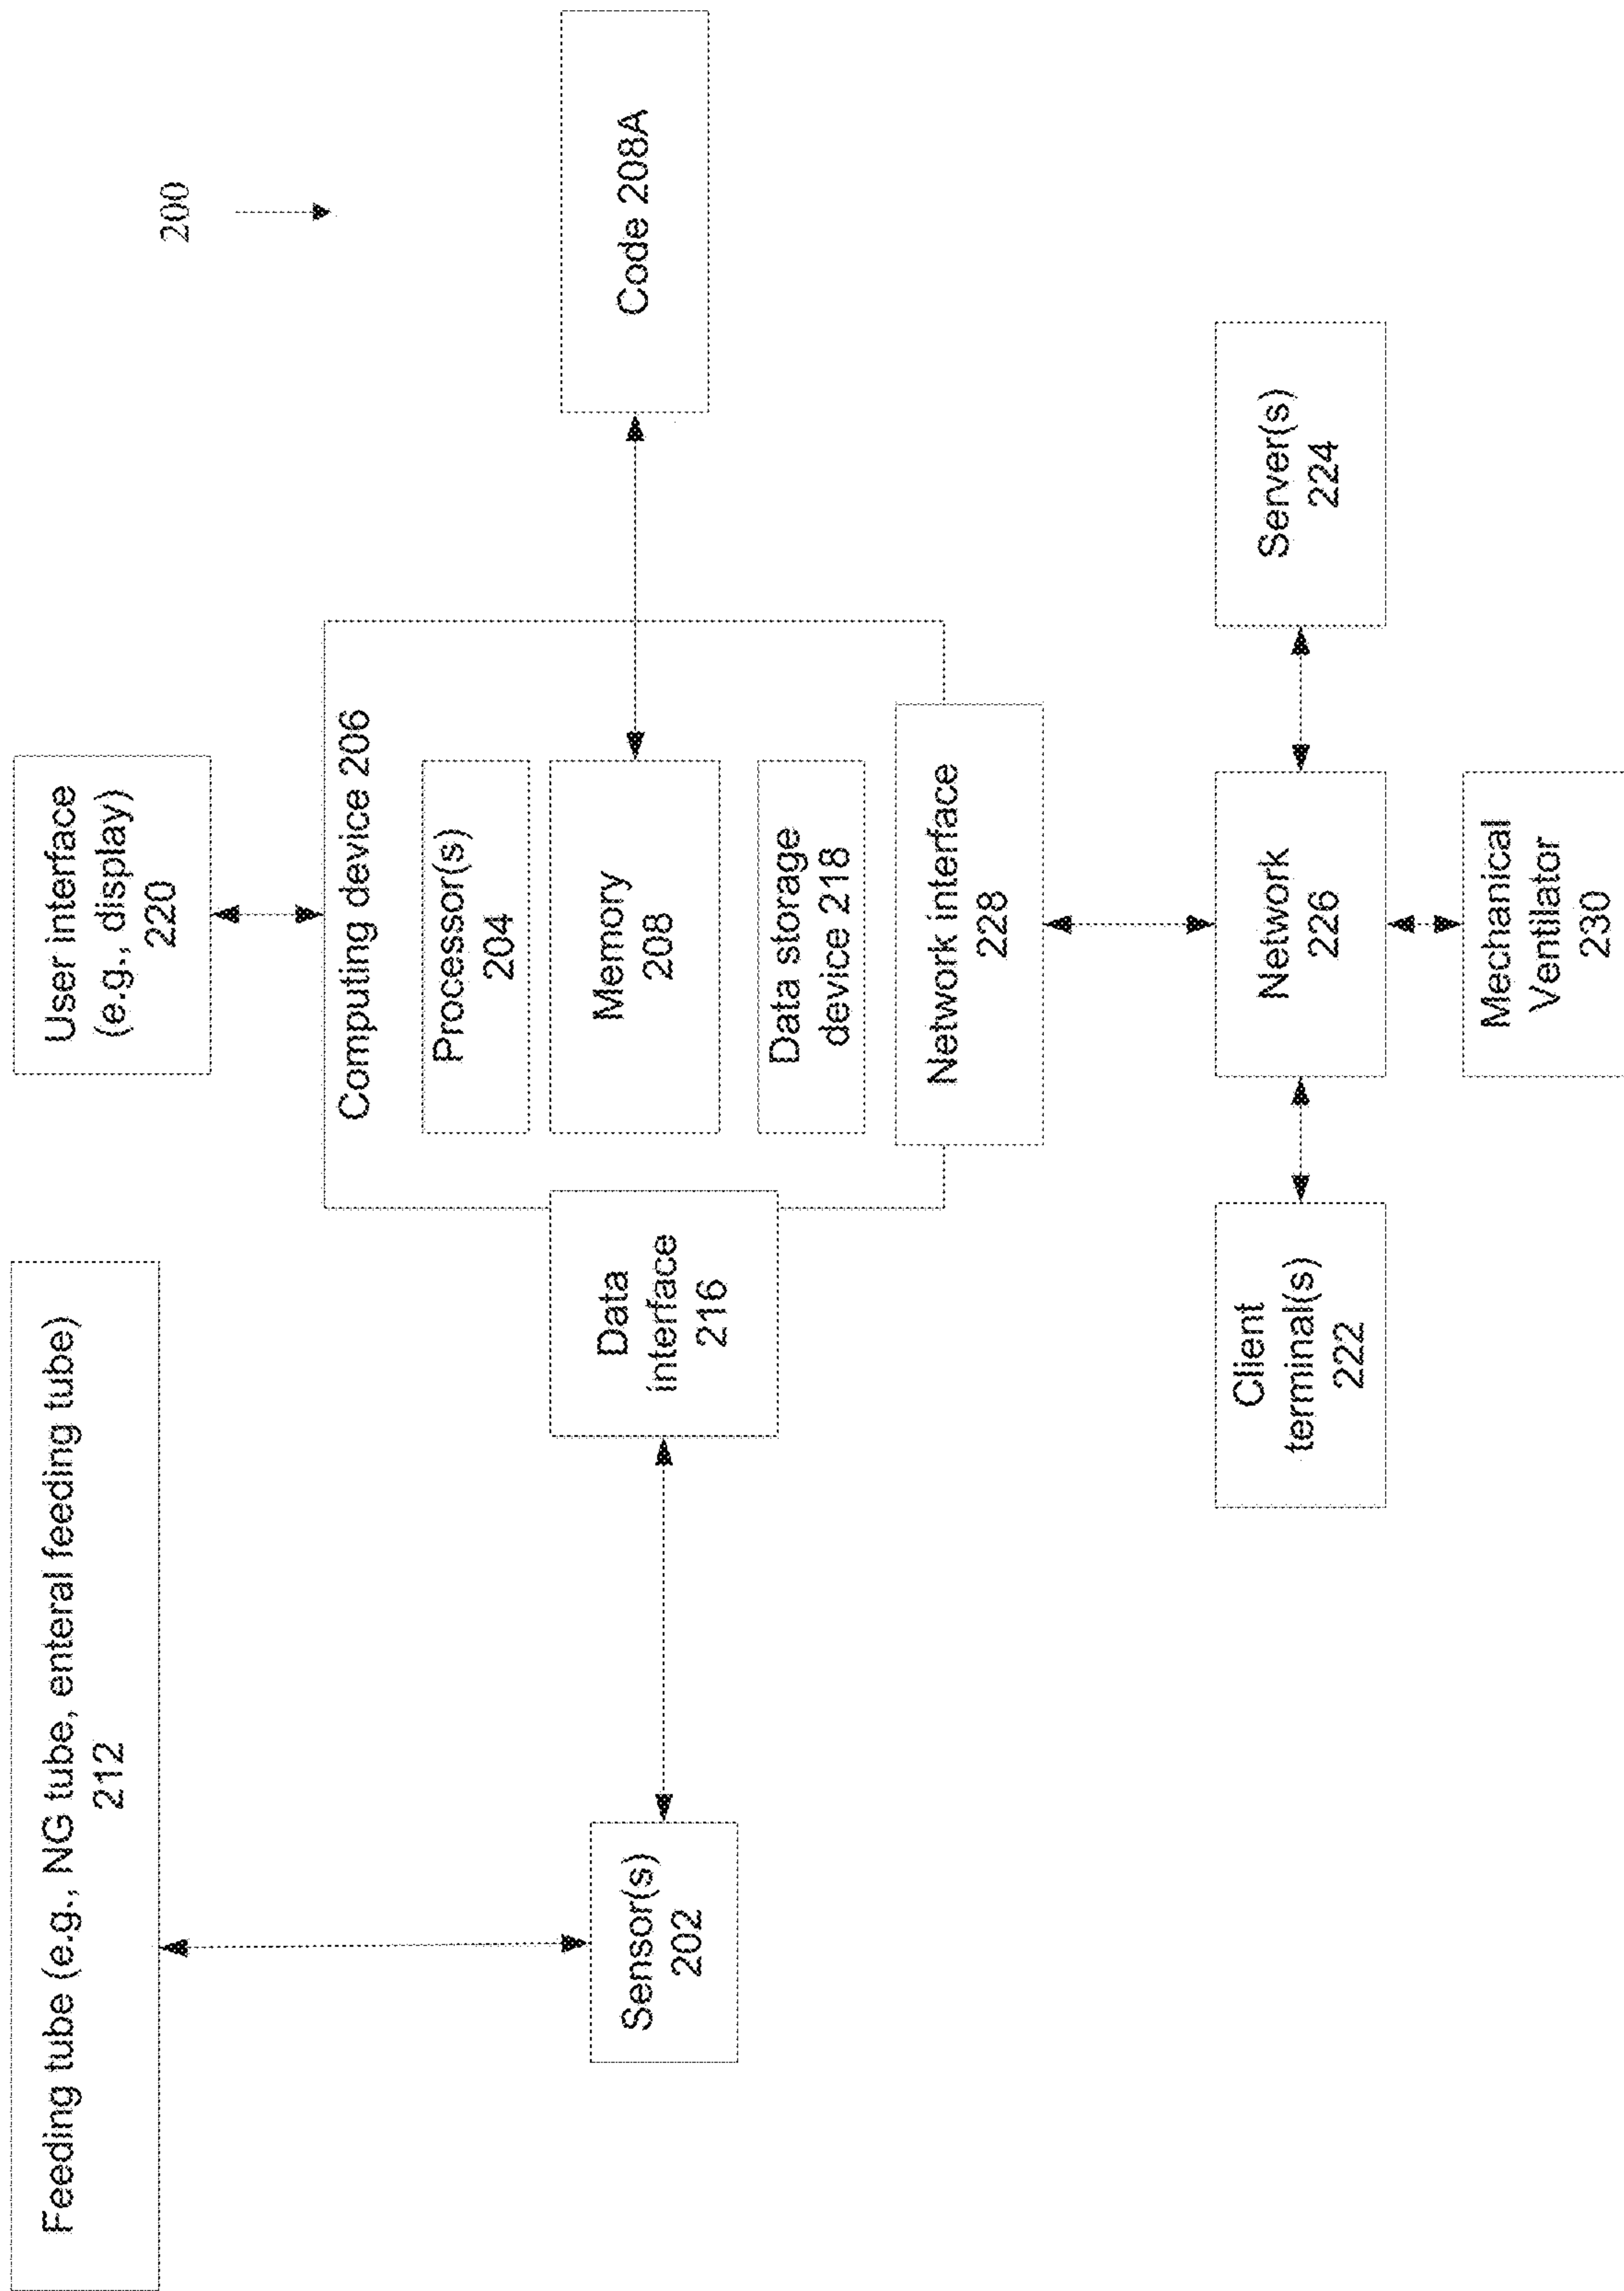 200
Feeding tube (e.g., NG tube, enteral feeding tube)
212
User interface
(e.g., display)
220
Computing device 206
Processor(s)
204
Memory
208
Data storage
device 218
Code 208A
Data
interface
216
Sensor(s)
202
Network interface
228
Client
terminal(s)
222
Network
226
Server(s)
224
Mechanical
Ventilator
230